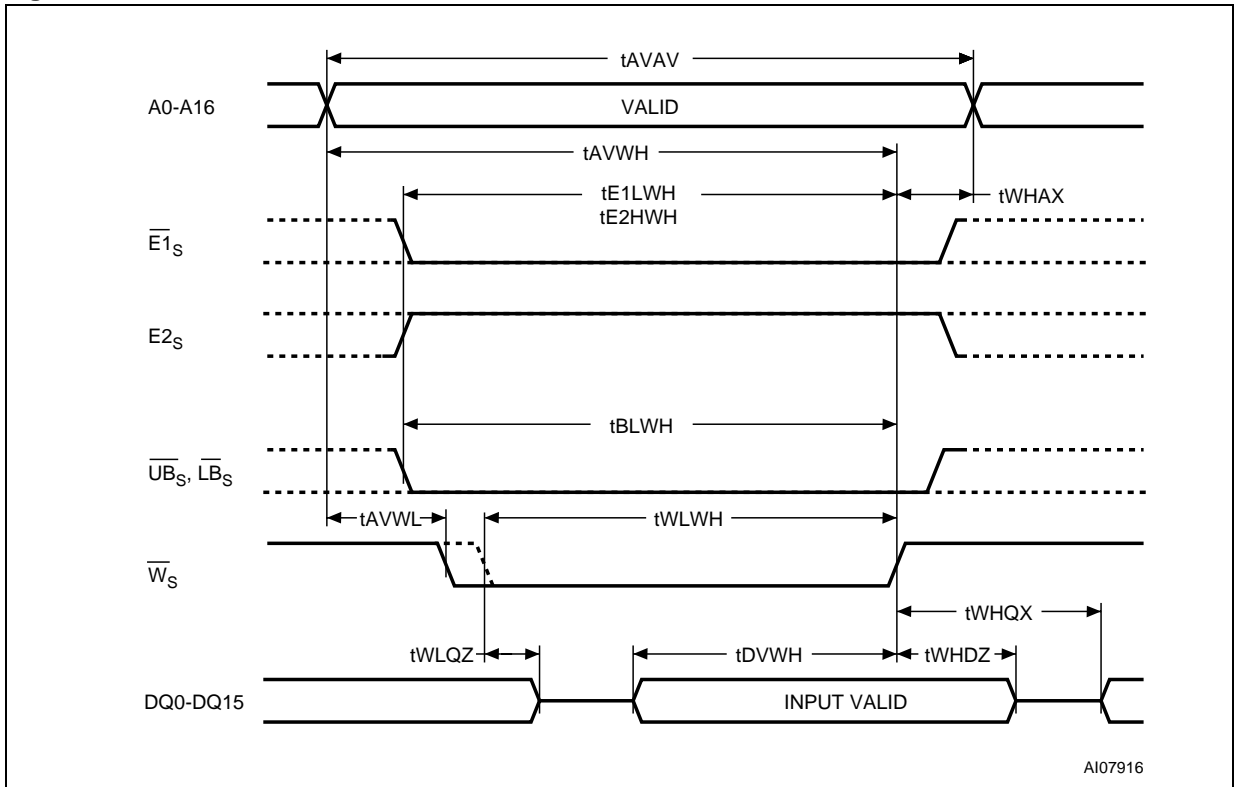 tAVAV
A0-A16
VALID
tAVWH
tE1LWH
tWHAX
tE2HWH
E1S
E2S
tBLWH
UBS, LBS
tAVWL
tWLWH
WS
tWHQX
tWLQZ
tDVWH
tWHDZ
DQ0-DQ15
INPUT VALID
AI07916